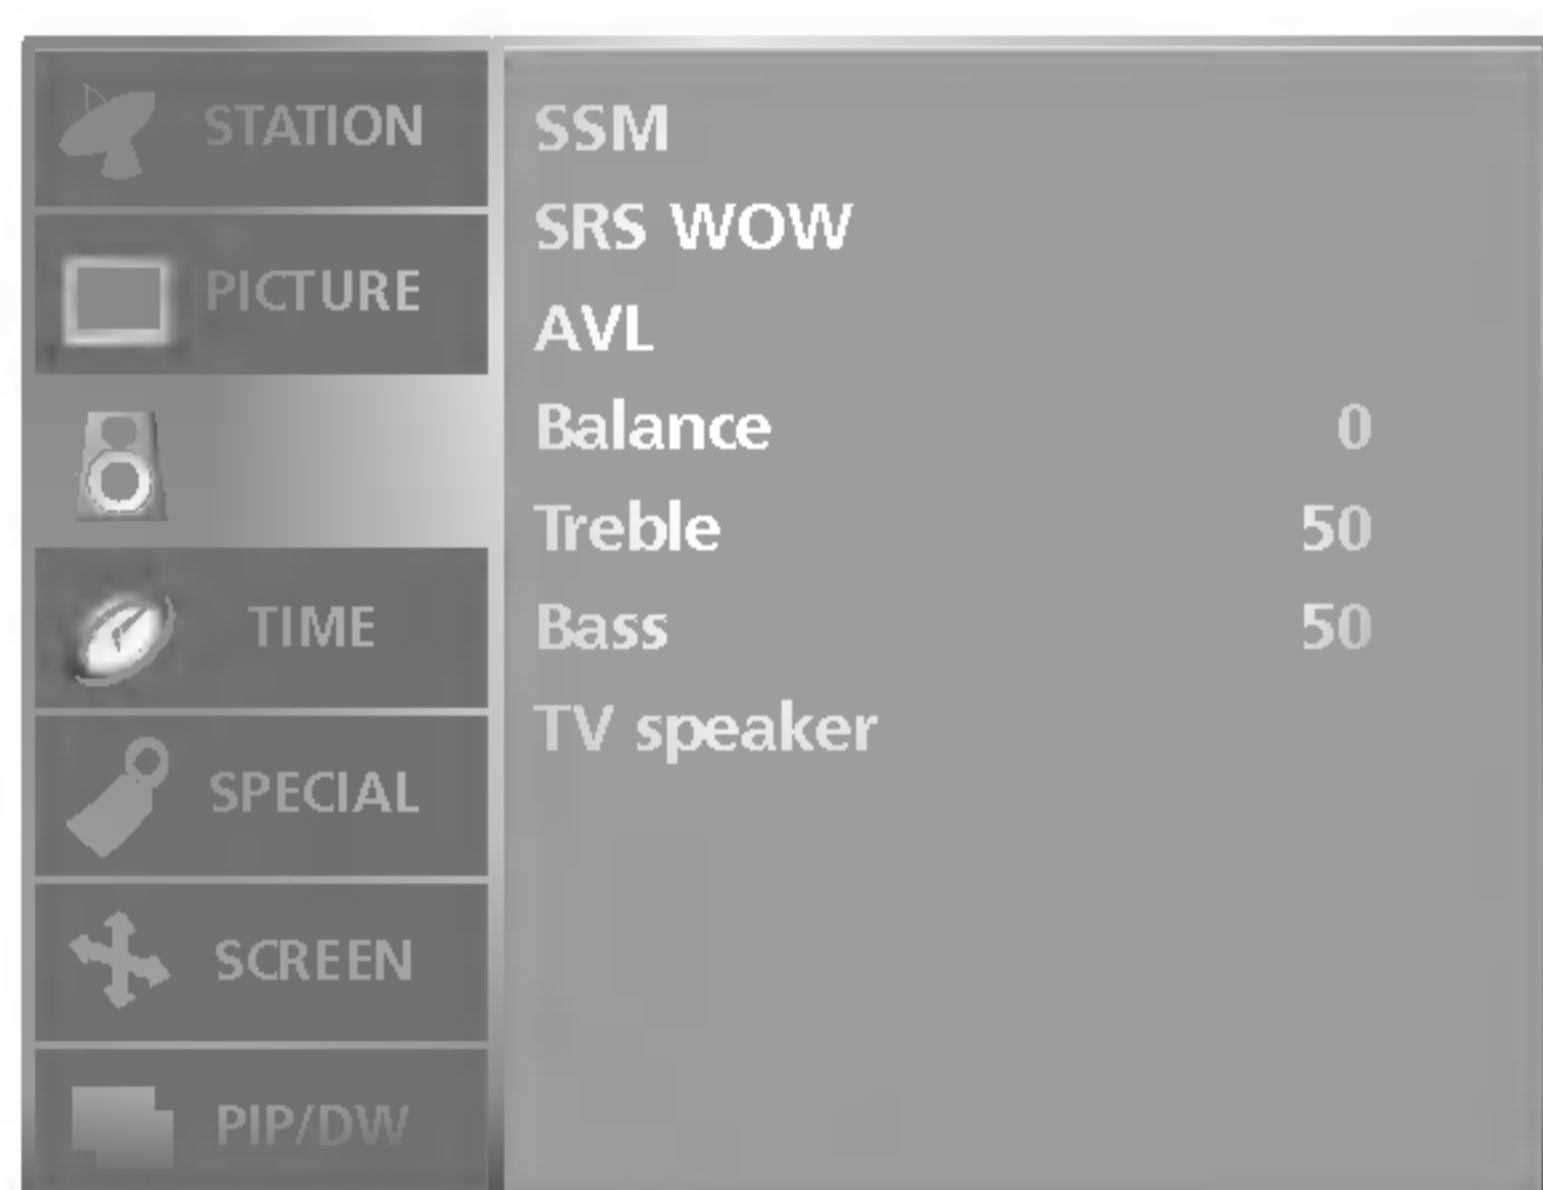 STATION
PICTURE
TIME
SPECIAL
SCREEN
PIP/DW
SSM
SRS WOW
AVL
Balance 0
Treble 50
Bass 50
TV speaker